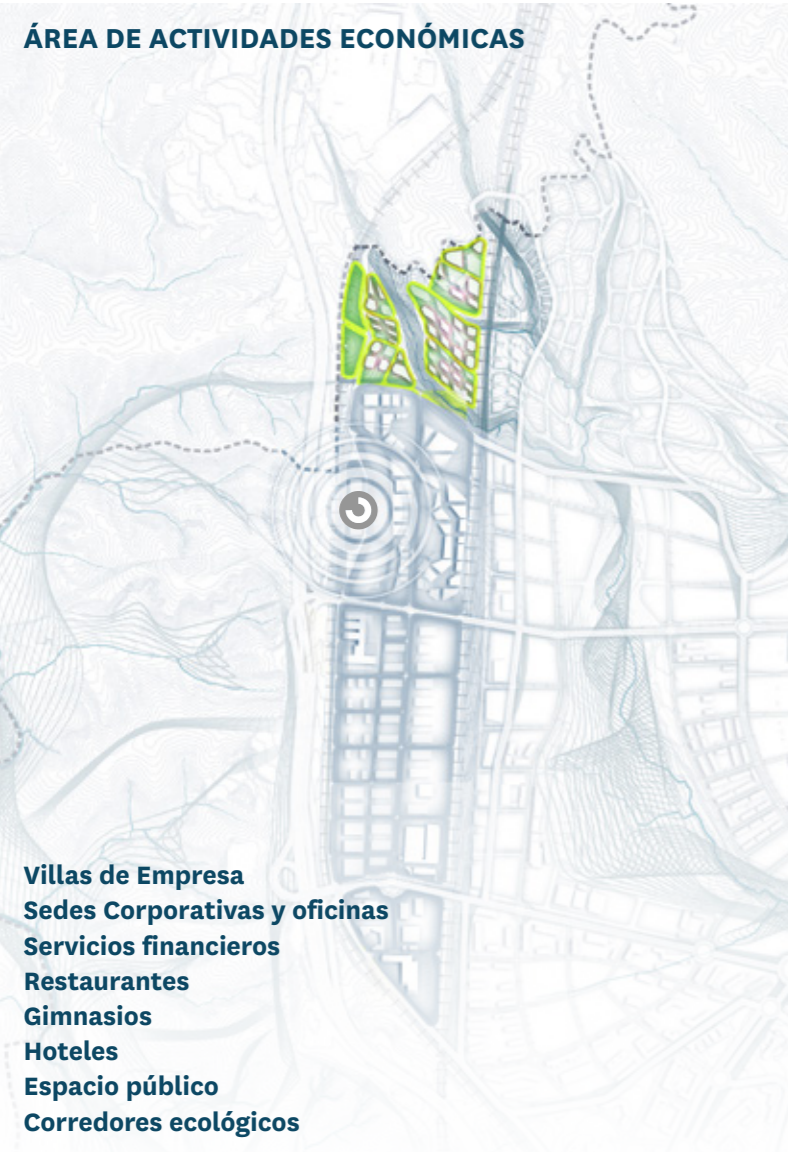 ÁREA DE ACTIVIDADES ECONÓMICAS
Villas de Empresa
Sedes Corporativas y oficinas
Servicios financieros
Restaurantes
Gimnasios
Hoteles
Espacio público
Corredores ecológicos